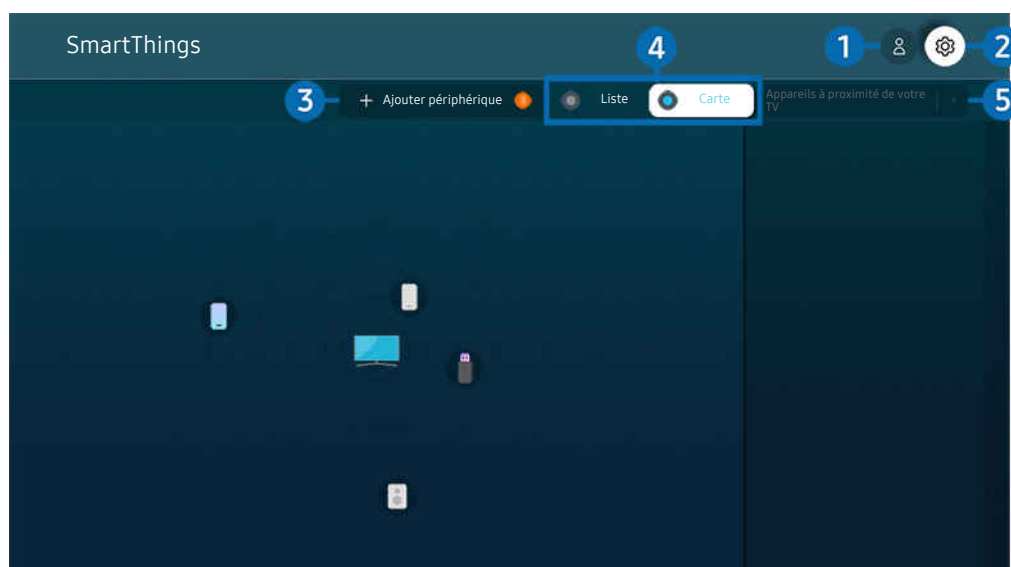 SmartThings
4
1
2
3
+ Ajouter périphérique
Liste
Carte
Appareils à proximité de votre
TV
5